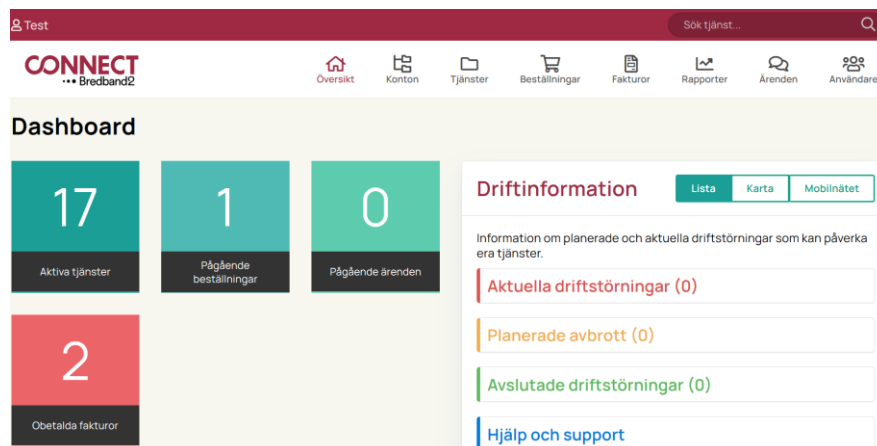 Test
Sök tjänst...
CONNECT
Bredband2
Översikt
Konton
Tjänster
Beställningar
Fakturor
Rapporter
Ärenden
Användare
Dashboard
17
Aktiva tjänster
1
Pågående
beställningar
0
Pågående ärenden
2
Obetalda fakturor
Driftinformation
Lista
Karta
Mobilnätet
Information om planerade och aktuella driftstörningar som kan påverka
era tjänster.
Aktuella driftstörningar (0)
Planerade avbrott (0)
Avslutade driftstörningar (0)
Hjälp och support